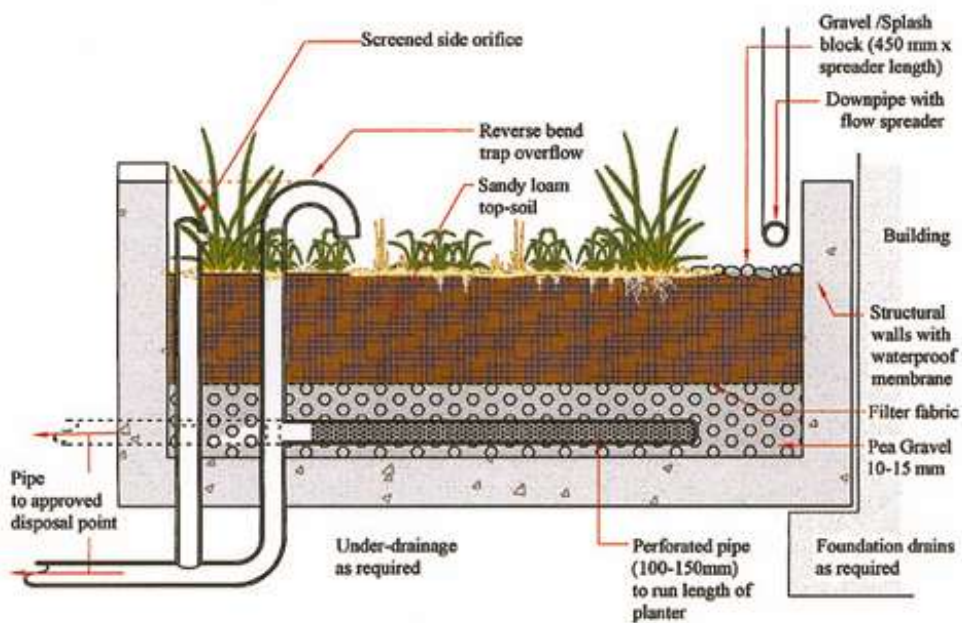 Screened side orifice
Reverse bend
trap overflow
Sandy loam
top-soil
Gravel /Splash
block (450 mm x
spreader length)
Downpipe with
flow spreader
Building
Structural
walls with
waterproof
membrane
Filter fabric
Pea Gravel
10-15 mm
Pipe
to approved
disposal point
Under-drainage
as required
Perforated pipe
(100-150mm)
to run length of
planter
Foundation drains
as required